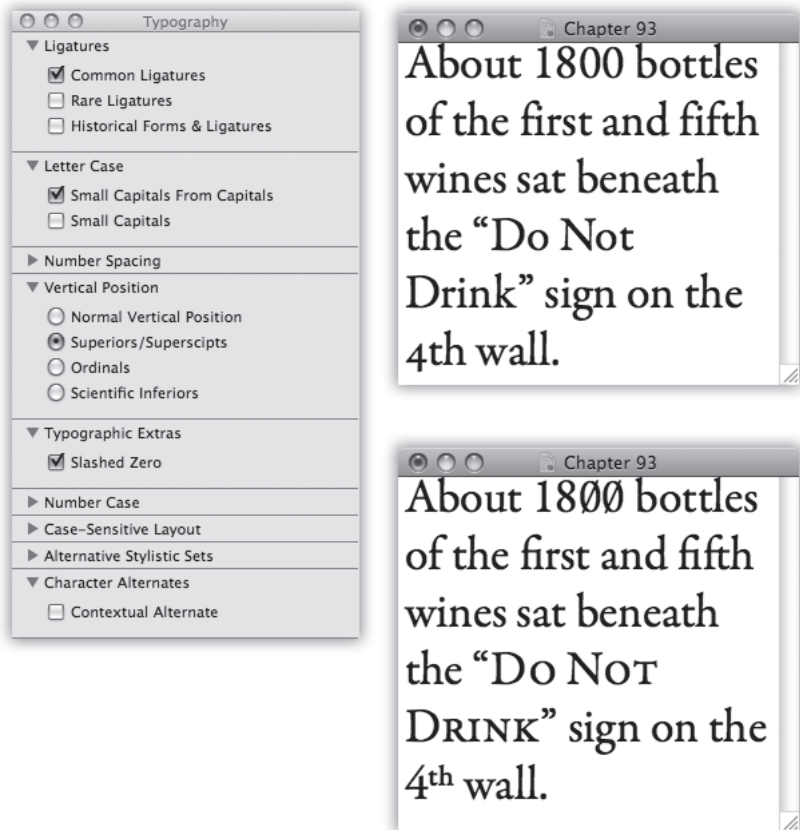 Typography
Ligatures
Common Ligatures
Rare Ligatures
Historical Forms & Ligatures
Letter Case
Small Capitals From Capitals
Small Capitals
Number Spacing
Vertical Position
Normal Vertical Position
Superiors/Superscipts
Ordinals
Scientific Inferiors
Typographic Extras
Slashed Zero
Number Case
Case-Sensitive Layout
Alternative Stylistic Sets
Character Alternates
Contextual Alternate
Chapter 93
About 1800 bottles
of the first and fifth
wines sat beneath
the “Do Not
Drink” sign on the
4th wall.
Chapter 93
About 1800 bottles
of the first and fifth
wines sat beneath
the “Do Not
Drink” sign on the
4th wall.